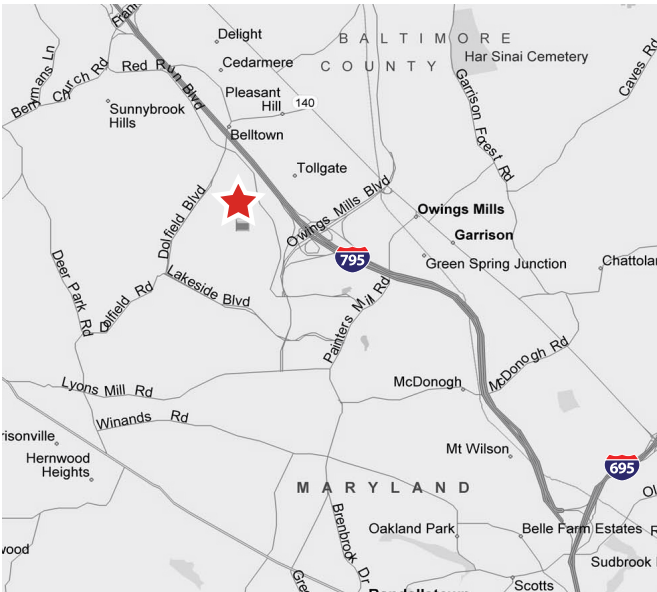 Delight
BALTIMORE
COUNTY
Har Sinai Cemetery
Caves Rd
Church Rd
Red Run Blvd
Cedarmere
Pleasant
Hill
140
Sunnybrook
Hills
Belltown
Garrison Forest Rd
Tollgate
Owings Mills Blvd
Owings Mills
Garrison
Dolfield Blvd
795
Green Spring Junction
Deer Park Rd
Dolfield Rd
Lakeside Blvd
Painters Mill Rd
McDonogh
McDonogh Rd
Lyons Mill Rd
Winands Rd
Hernwood
Heights
Mt Wilson
695
MARYLAND
Brenbrook Dr
Oakland Park
Belle Farm Estates
Sudbrook
Scotts